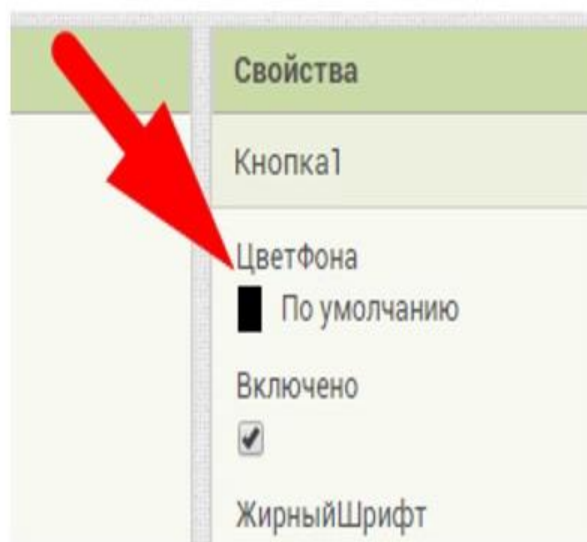 Свойства
Кнопка1
ЦветФона
По умолчанию
Включено
ЖирныйШрифт